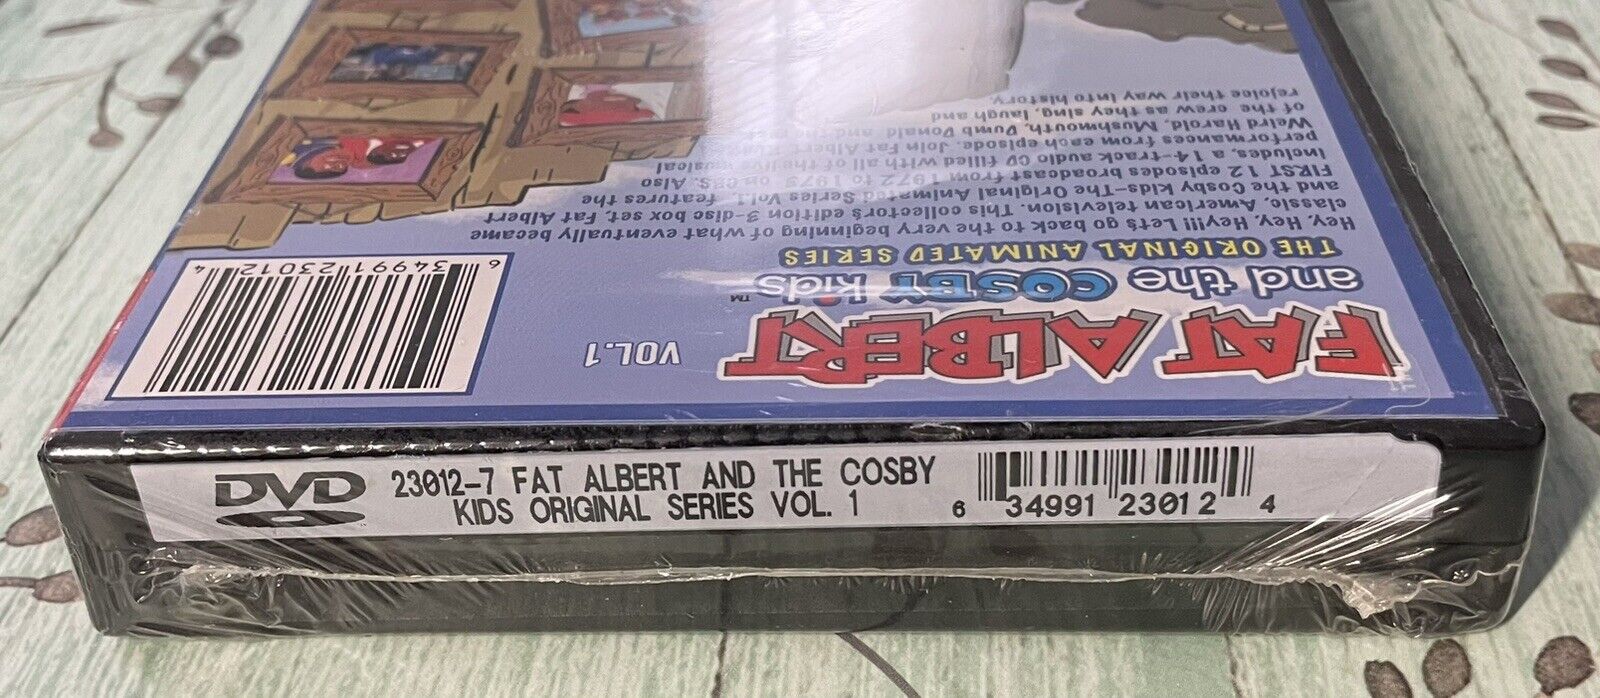 DVD
23012-7 FAT ALBERT AND THE COSBY
KIDS ORIGINAL SERIES VOL. 1
6 34991 23012 4
FAT ALBERT
and the COSBY kids™
THE ORIGINAL ANIMATED SERIES
VOL.1
Hey, Hey, Hey!!! Let's go back to the very beginning of what eventually became
classic, American, television. This collector's edition 3-disc box set, Fat Albert
and the Cosby kids-The Original Animated Series Vol.1, features the
FIRST 12 episodes broadcast from 1972 to 1973 on CBS. Also
includes, a 14-track audio CD filled with all of the live musical
performances from each episode. Join Fat Albert,
Weird Harold, Mushmouth, Dumb Donald, and the rest
of the crew as they sing, laugh and
rejoice their way into history.
6 34991 23012 4